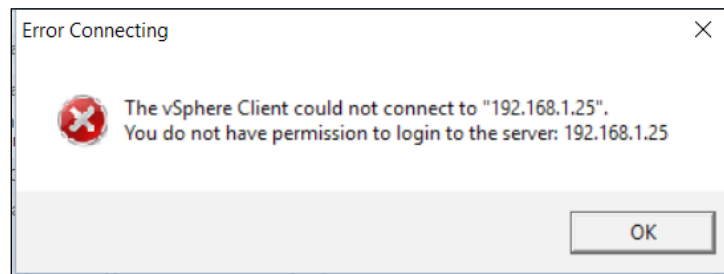 Error Connecting
The vSphere Client could not connect to "192.168.1.25".
You do not have permission to login to the server: 192.168.1.25
OK